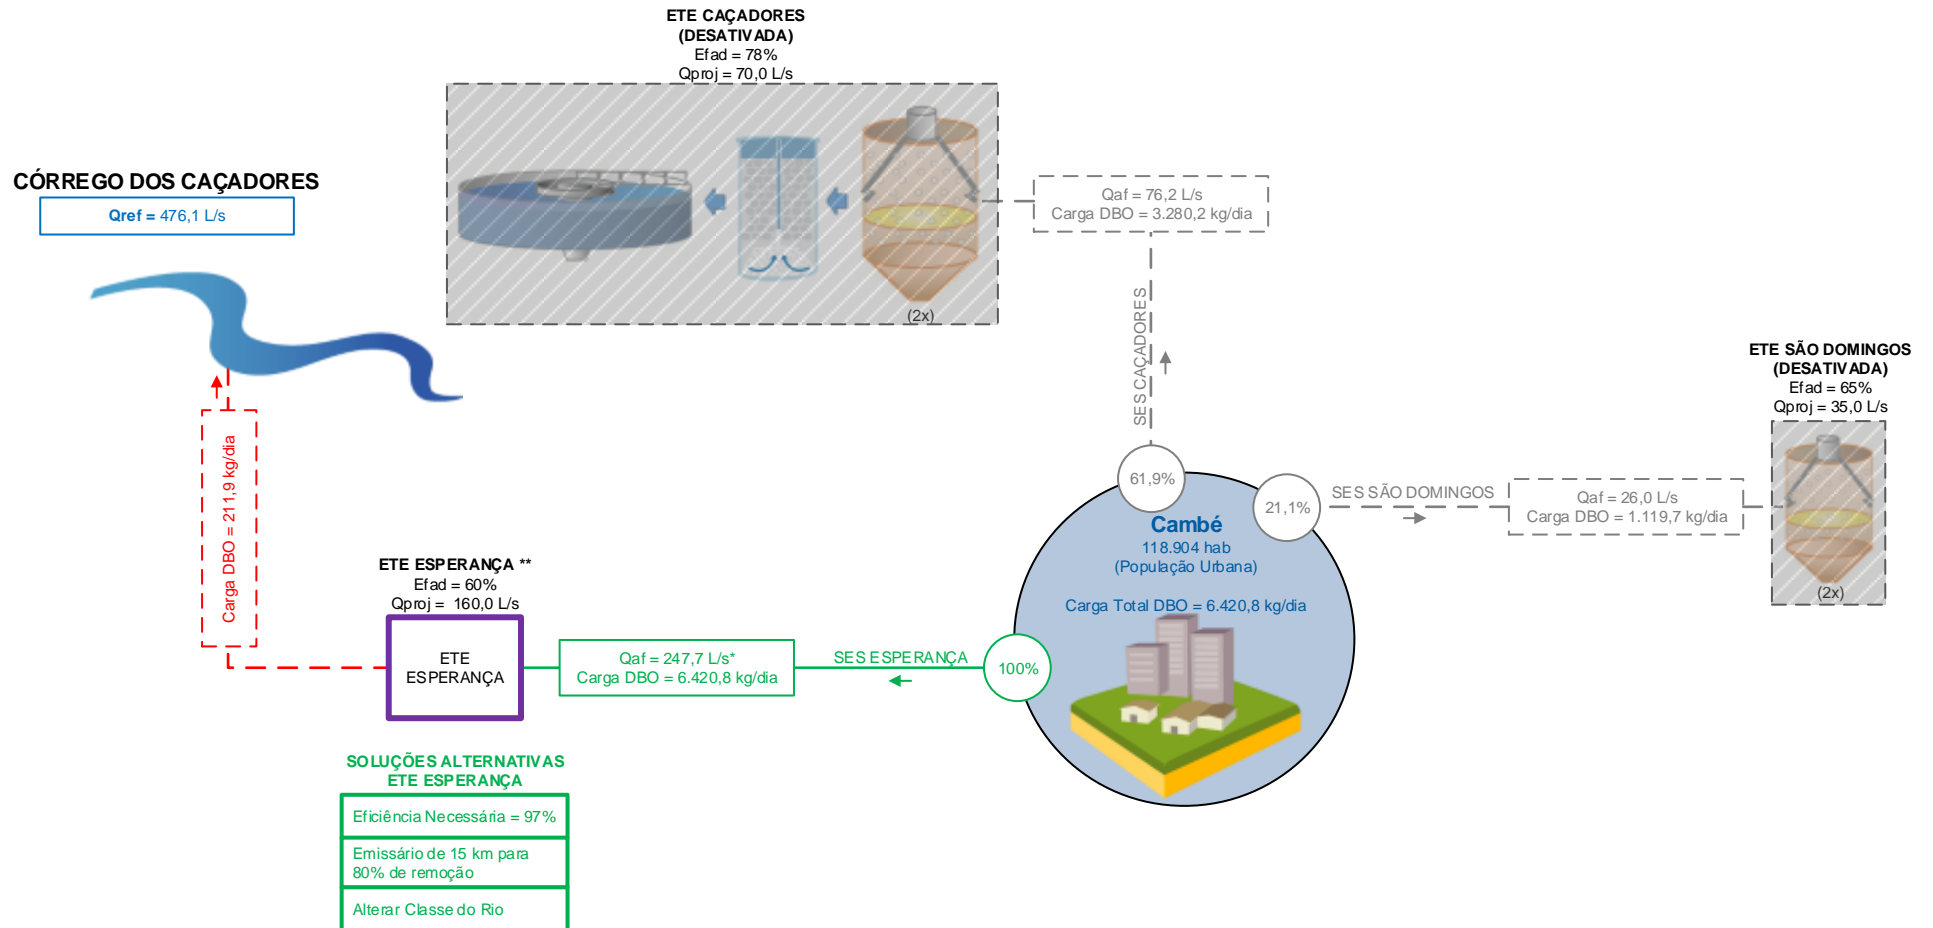 ETE CAÇADORES
(DESATIVADA)
Efad = 78%
Qproj = 70,0 L/s
CÓRREGO DOS CAÇADORES
Qref = 476,1 L/s
Qaf = 76,2 L/s
Carga DBO = 3.280,2 kg/dia
(2x)
SES CAÇADORES
ETE SÃO DOMINGOS
(DESATIVADA)
Efad = 65%
Qproj = 35,0 L/s
(2x)
61,9%
21,1%
SES SÃO DOMINGOS
Qaf = 26,0 L/s
Carga DBO = 1.119,7 kg/dia
Cambé
118.904 hab
(População Urbana)
Carga Total DBO = 6.420,8 kg/dia
Carga DBO = 211,9 kg/dia
ETE ESPERANÇA **
Efad = 60%
Qproj = 160,0 L/s
ETE
ESPERANÇA
Qaf = 247,7 L/s*
Carga DBO = 6.420,8 kg/dia
SES ESPERANÇA
100%
SOLUÇÕES ALTERNATIVAS
ETE ESPERANÇA
Eficiência Necessária = 97%
Emissário de 15 km para
80% de remoção
Alterar Classe do Rio